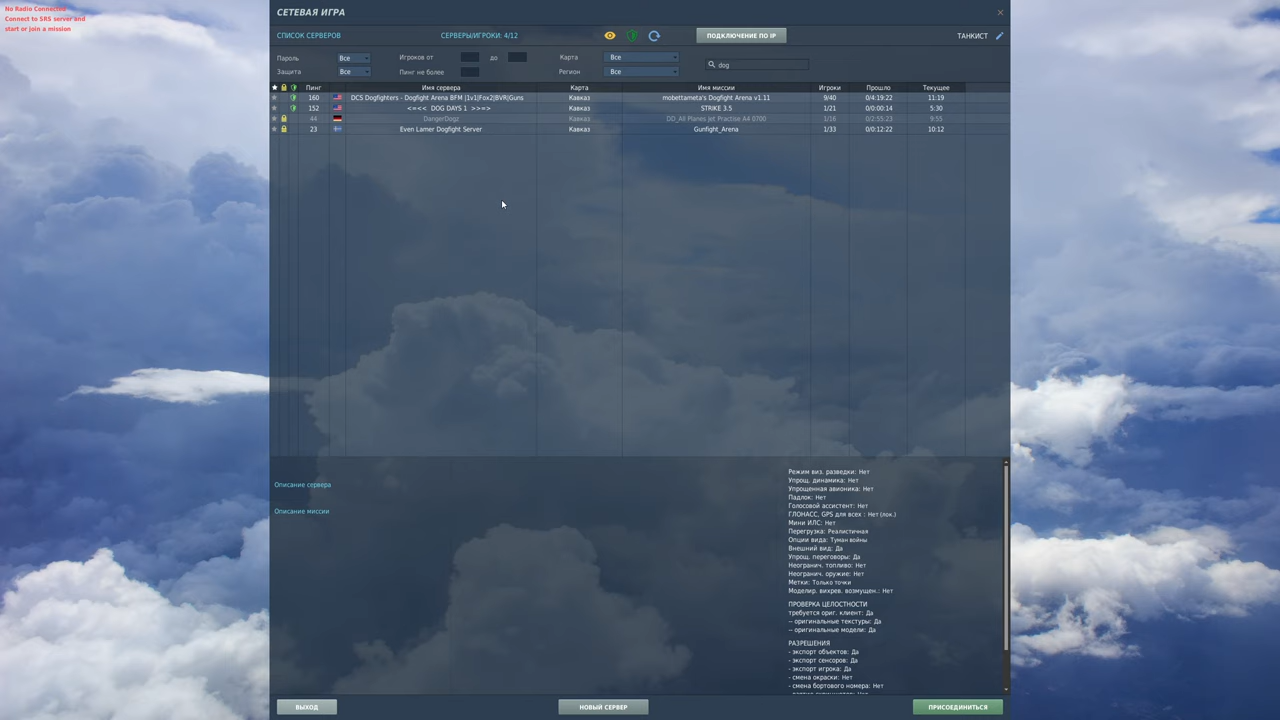 No Radio Connected
Connect to SRS server and
start or join a mission
СЕТЕВАЯ ИГРА
СПИСОК СЕРВЕРОВ
СЕРВЕРЫ/ИГРОКИ: 4/12
ПОДКЛЮЧЕНИЕ ПО IP
ТАНКИСТ
Пароль Все Игроков от до Карта Все
Защита Все Пинг не более Регион Все
dog
Пинг Имя сервера Карта Имя миссии Игроки Прошло Текущее
160 DCS Dogfighters - Dogfight Arena BFM |1v1|Fox2|BVR|Guns Кавказ mobettameta's Dogfight Arena v1.11 9/40 0/4:19:22 11:19
152 <=<< DOG DAYS 1 >>=> Кавказ STRIKE 3.5 1/21 0/0:00:14 5:30
44 DangerDogz Кавказ DD_All Planes Jet Practise A4 0700 1/16 0/2:55:23 9:55
23 Even Lamer Dogfight Server Кавказ Gunfight_Arena 1/33 0/0:12:22 10:12
Описание сервера
Описание миссии
Режим виз. разведки: Нет
Упрощ. динамика: Нет
Упрощенная авионика: Нет
Падлок: Нет
Голосовой ассистент: Нет
ГЛОНАСС, GPS для всех : Нет (лок.)
Мини ИЛС: Нет
Перегрузка: Реалистичная
Опции вида: Туман войны
Внешний вид: Да
Упрощ. переговоры: Да
Неогранич. топливо: Нет
Неогранич. оружие: Нет
Метки: Только точки
Моделир. вихрев. возмущен.: Нет
ПРОВЕРКА ЦЕЛОСТНОСТИ
требуется ориг. клиент: Да
— оригинальные текстуры: Да
— оригинальные модели: Да
РАЗРЕШЕНИЯ
- экспорт объектов: Да
- экспорт сенсоров: Да
- экспорт игрока: Да
- смена окраски: Нет
- смена бортового номера: Нет
ВЫХОД
НОВЫЙ СЕРВЕР
ПРИСОЕДИНИТЬСЯ